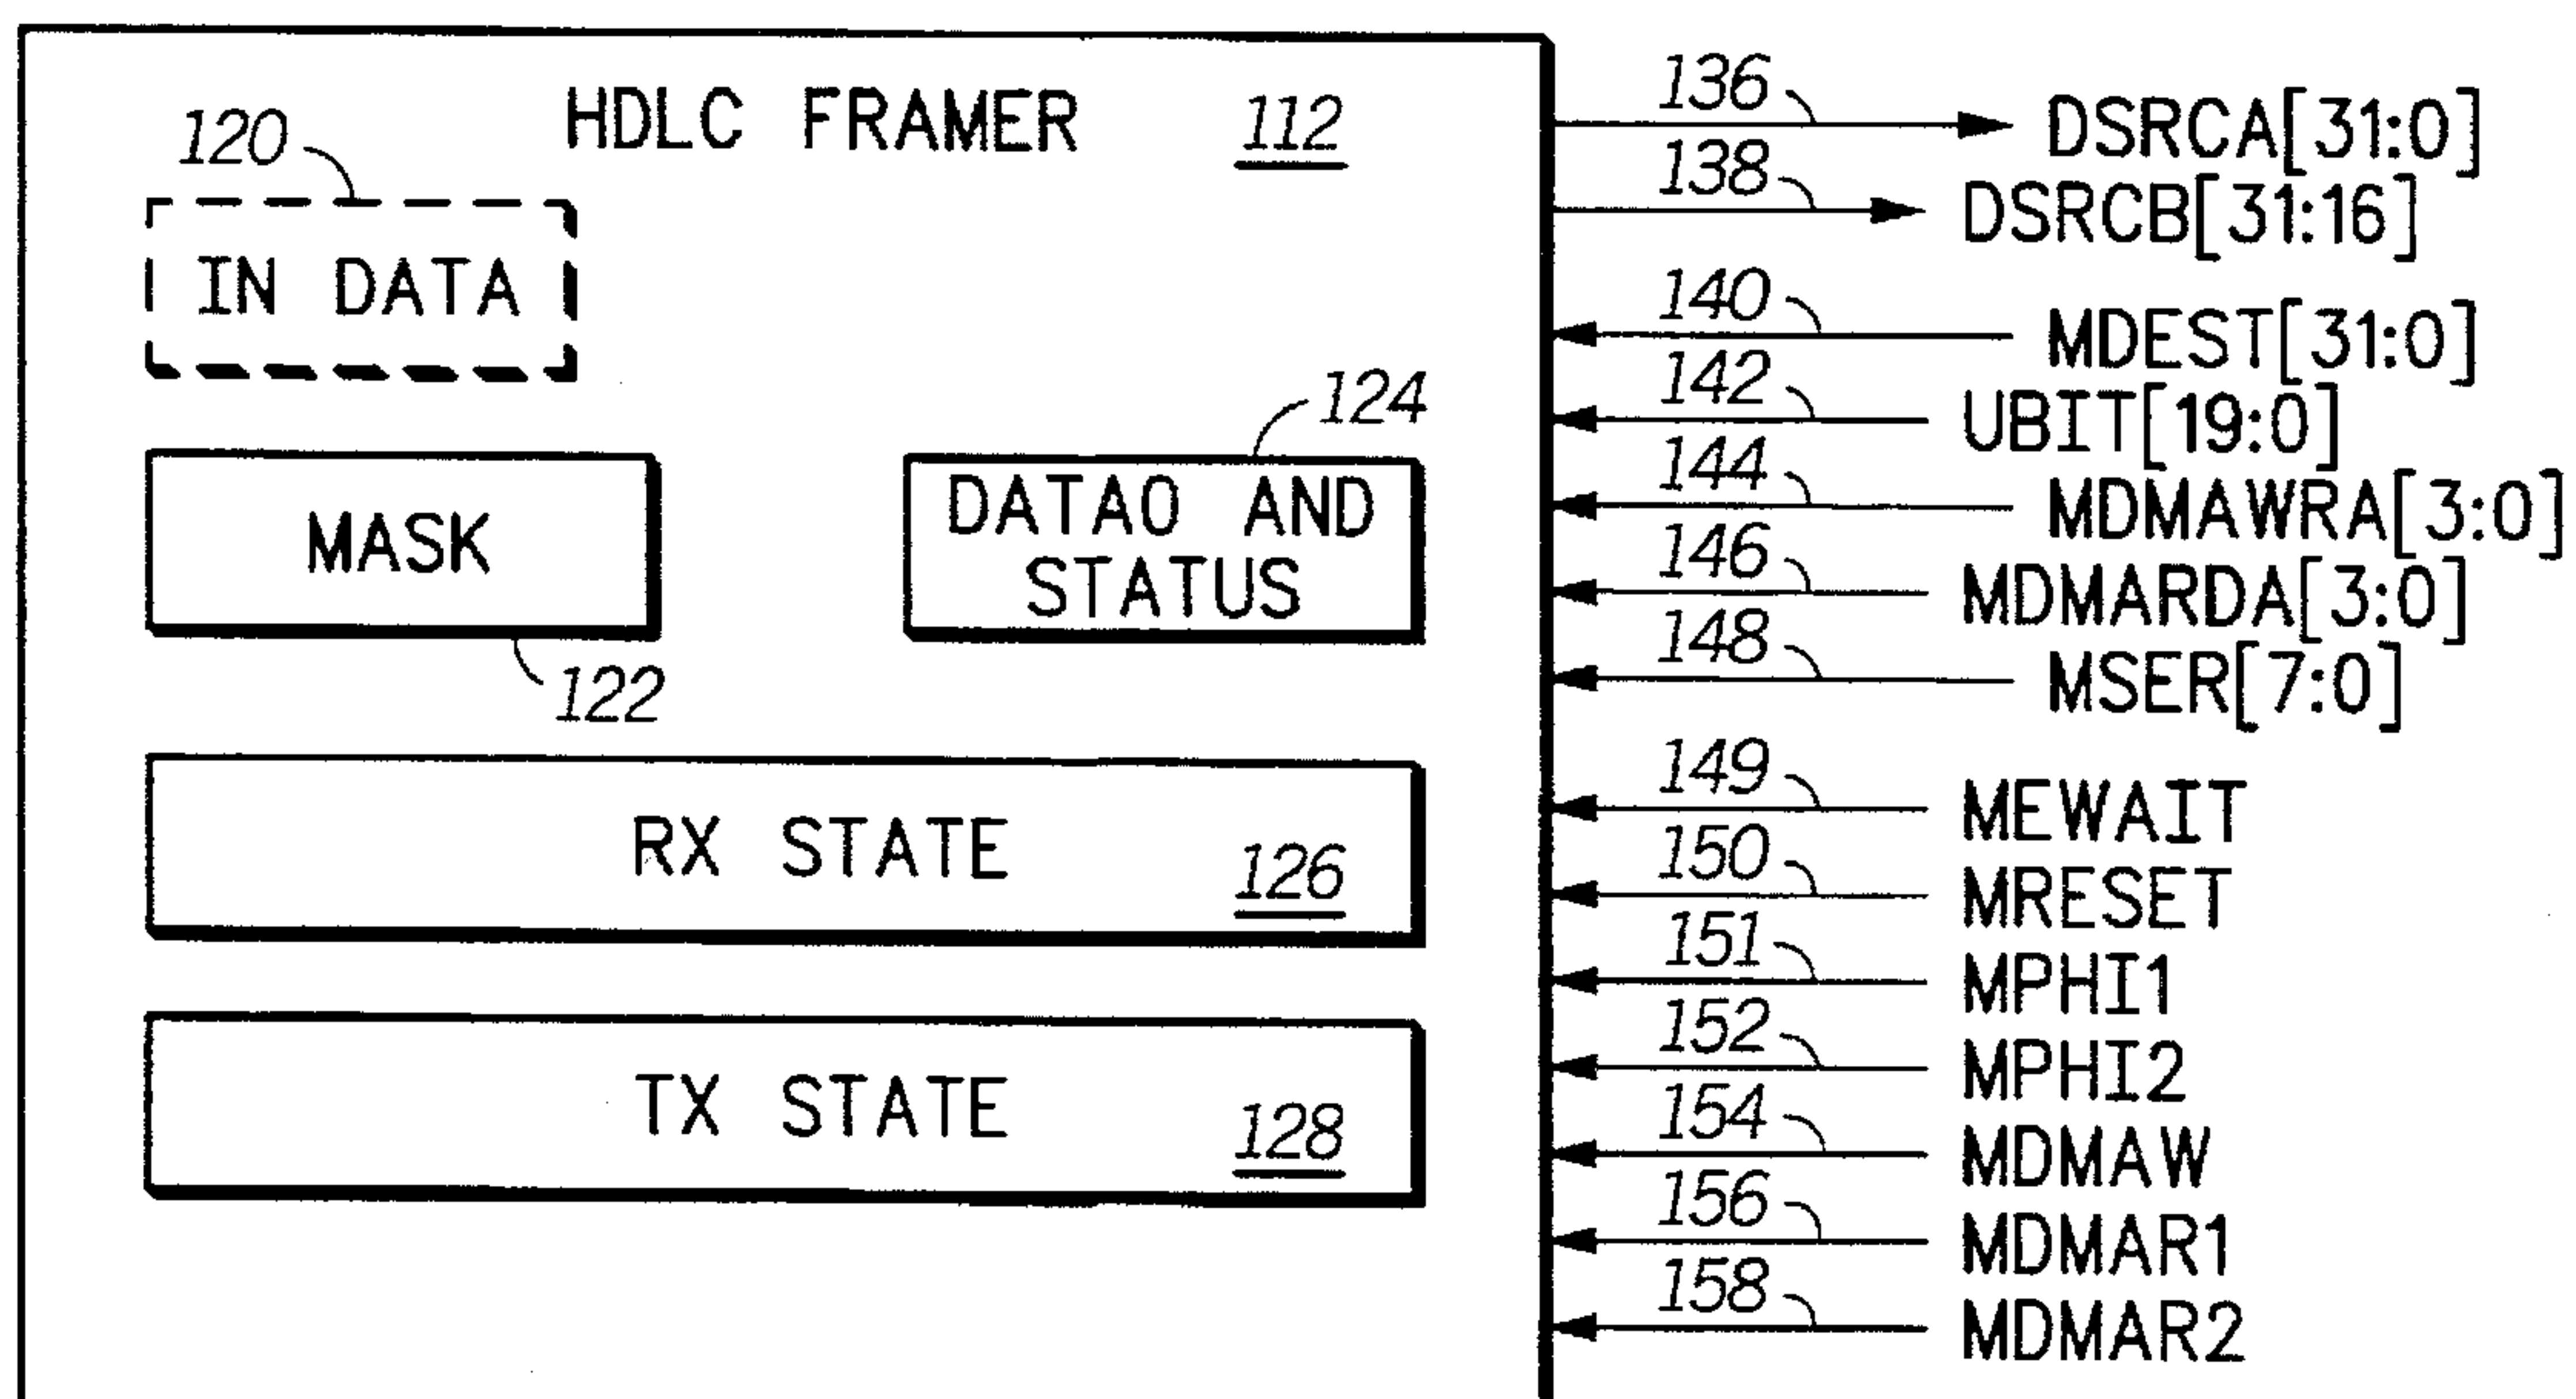 HDLC FRAMER 112
120
IN DATA
MASK
122
124
DATA0 AND
STATUS
RX STATE 126
TX STATE 128
136 DSRCA[31:0]
138 DSRCB[31:16]
140 MDEST[31:0]
142 UBIT[19:0]
144 MDMAWRA[3:0]
146 MDMARDA[3:0]
148 MSER[7:0]
149 MEWAIT
150 MRESET
151 MPHI1
152 MPHI2
154 MDMAW
156 MDMAR1
158 MDMAR2